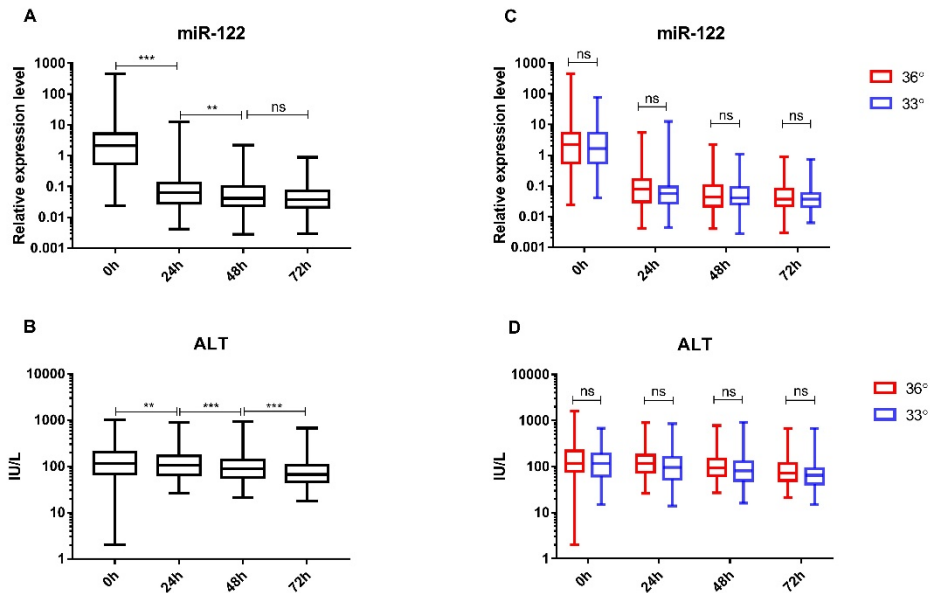 A
miR-122
Relative expression level
1000
100
10
1
0.1
0.01
0.001
***
**
ns
0h
24h
48h
72h
C
miR-122
Relative expression level
1000
100
10
1
0.1
0.01
0.001
ns
ns
ns
ns
0h
24h
48h
72h
36°
33°
B
ALT
IU/L
10000
1000
100
10
1
**
***
***
0h
24h
48h
72h
D
ALT
IU/L
10000
1000
100
10
1
ns
ns
ns
ns
0h
24h
48h
72h
36°
33°